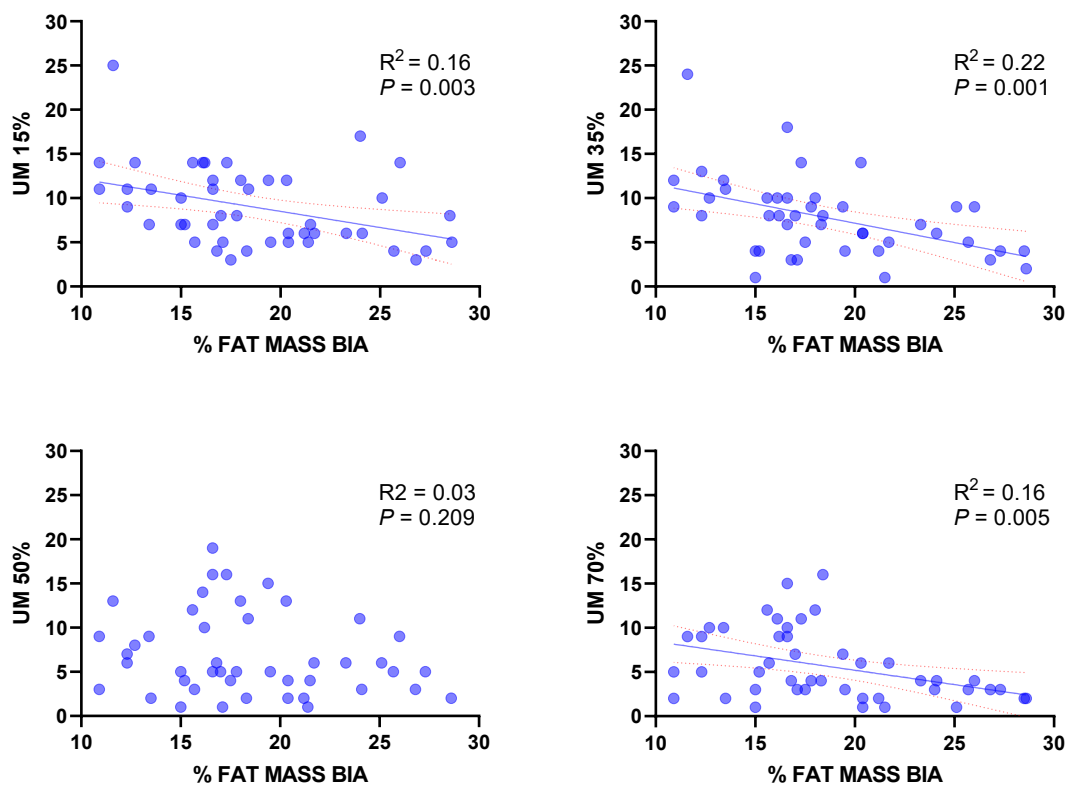 30
25
20
15
10
5
0
UM 15%
R² = 0.16
P = 0.003
10 15 20 25 30
% FAT MASS BIA
30
25
20
15
10
5
0
UM 35%
R² = 0.22
P = 0.001
10 15 20 25 30
% FAT MASS BIA
30
25
20
15
10
5
0
UM 50%
R2 = 0.03
P = 0.209
10 15 20 25 30
% FAT MASS BIA
30
25
20
15
10
5
0
UM 70%
R² = 0.16
P = 0.005
10 15 20 25 30
% FAT MASS BIA